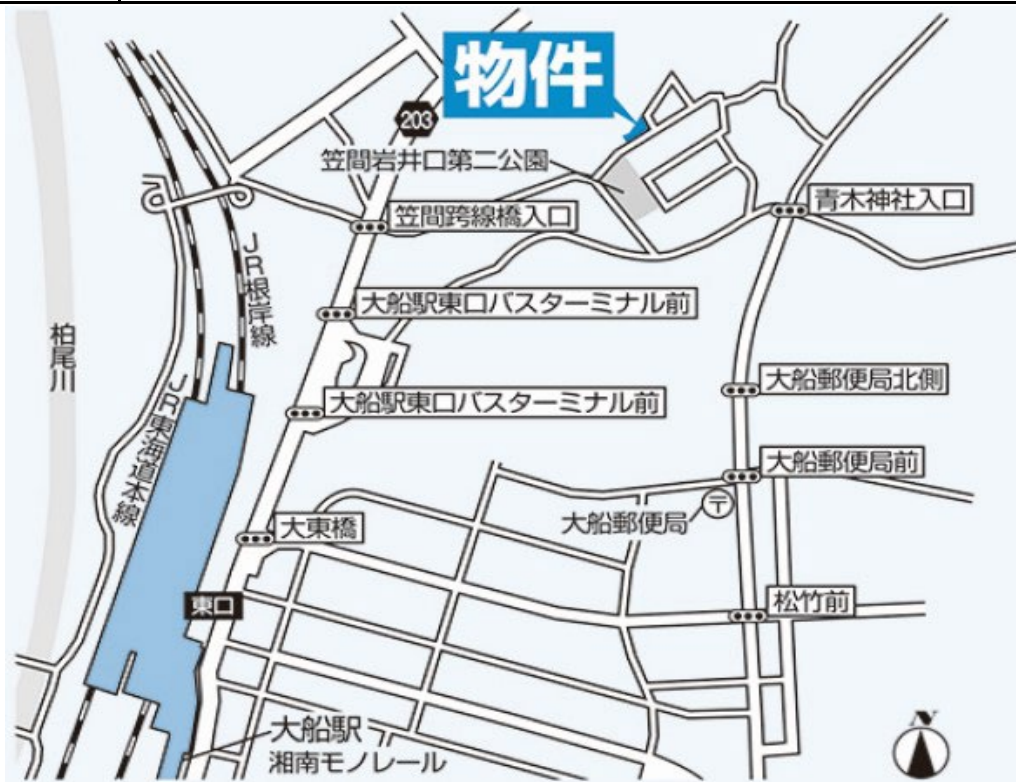 物件
203
笠間岩井口第二公園
青木神社入口
笠間跨線橋入口
JR根岸線
大船駅東口バスターミナル前
柏尾川
大船郵便局北側
JR東海道本線
大船駅東口バスターミナル前
大船郵便局前
〒
大船郵便局
大東橋
東口
松竹前
大船駅
湘南モノレール
N